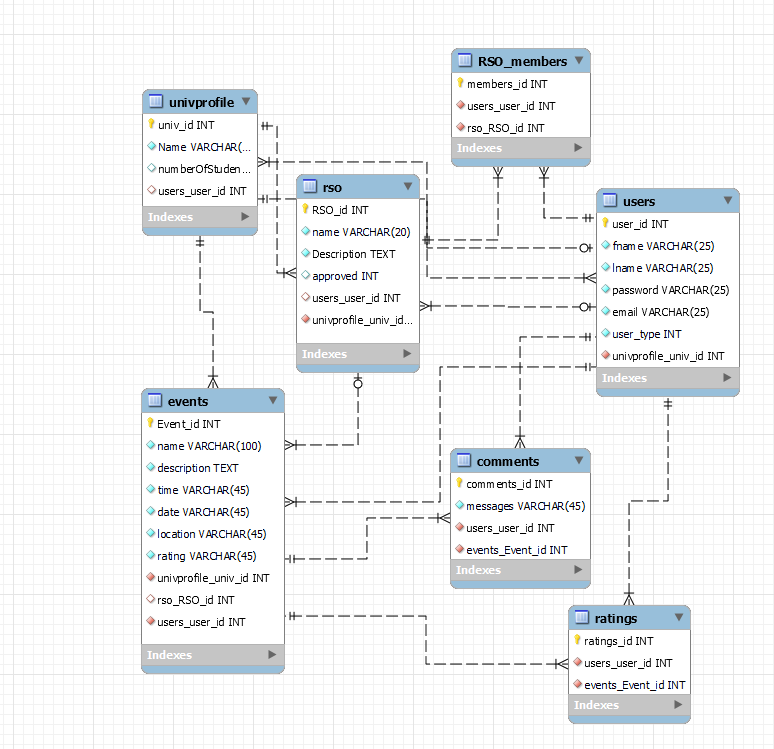 RSO_members
members_id INT
users_user_id INT
rso_RSO_id INT
Indexes
univprofile
univ_id INT
Name VARCHAR(...
numberOfStuden...
users_user_id INT
Indexes
rso
RSO_id INT
name VARCHAR(20)
Description TEXT
approved INT
users_user_id INT
univprofile_univ_id...
Indexes
users
user_id INT
fname VARCHAR(25)
lname VARCHAR(25)
password VARCHAR(25)
email VARCHAR(25)
user_type INT
univprofile_univ_id INT
Indexes
events
Event_id INT
name VARCHAR(100)
description TEXT
time VARCHAR(45)
date VARCHAR(45)
location VARCHAR(45)
rating VARCHAR(45)
univprofile_univ_id INT
rso_RSO_id INT
users_user_id INT
Indexes
comments
comments_id INT
messages VARCHAR(45)
users_user_id INT
events_Event_id INT
Indexes
ratings
ratings_id INT
users_user_id INT
events_Event_id INT
Indexes